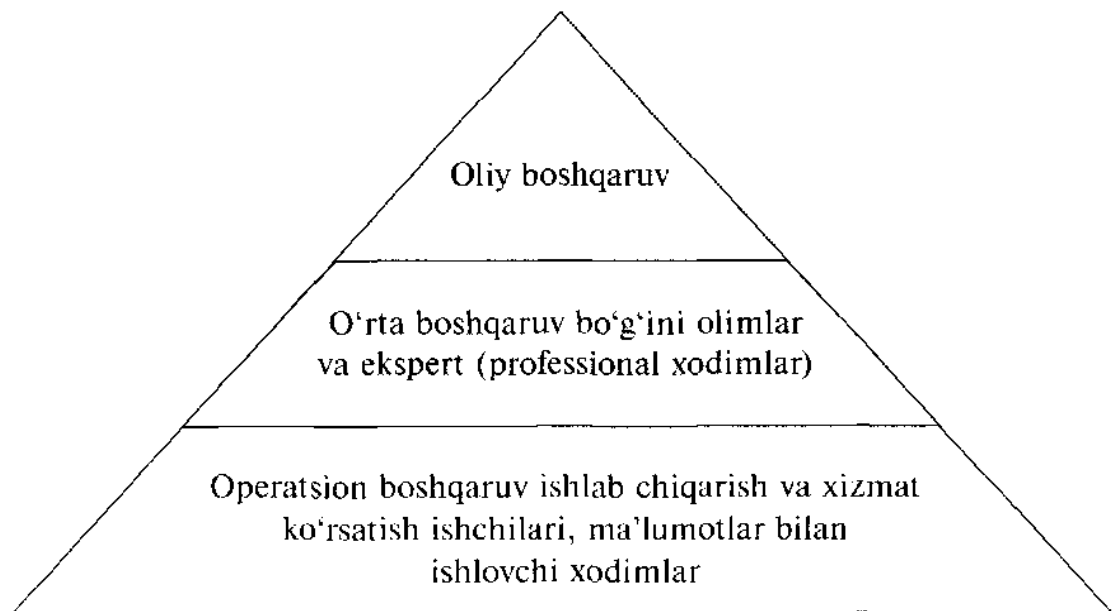 Oliy boshqaruv
O‘rta boshqaruv bo‘g‘ini olimlar
va ekspert (professional xodimlar)
Operatsion boshqaruv ishlab chiqarish va xizmat
ko‘rsatish ishchilari, ma’lumotlar bilan
ishlovchi xodimlar